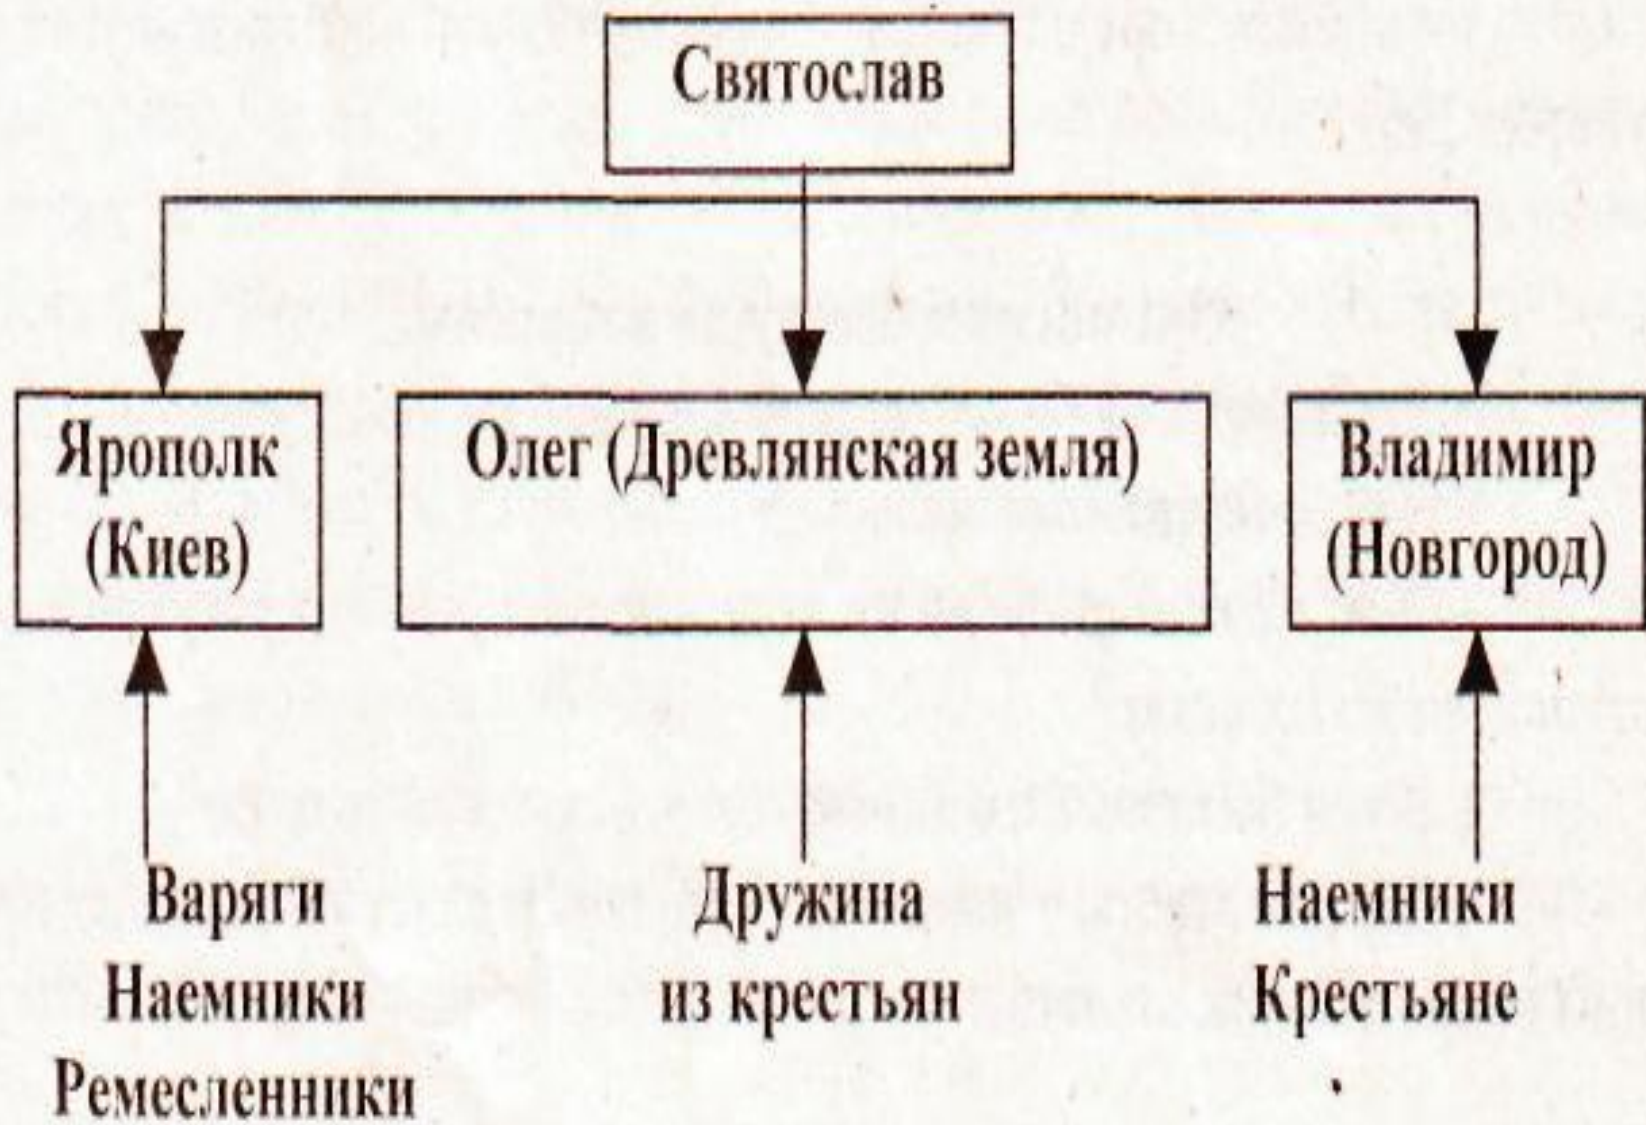 Святослав
Ярополк
(Киев)
Олег (Древлянская земля)
Владимир
(Новгород)
Варяги
Наемники
Ремесленники
Дружина
из крестьян
Наемники
Крестьяне